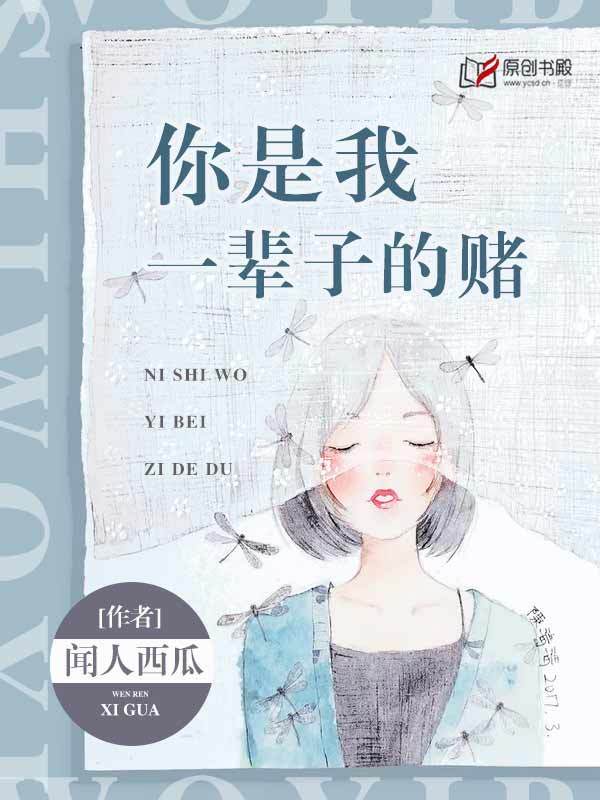 原创书殿
www.ycsd.cn
你是我
一辈子的赌
NI SHI WO
YI BEI
ZI DE DU
[作者]
闻人西瓜
WEN REN
XI GUA
2017.3.